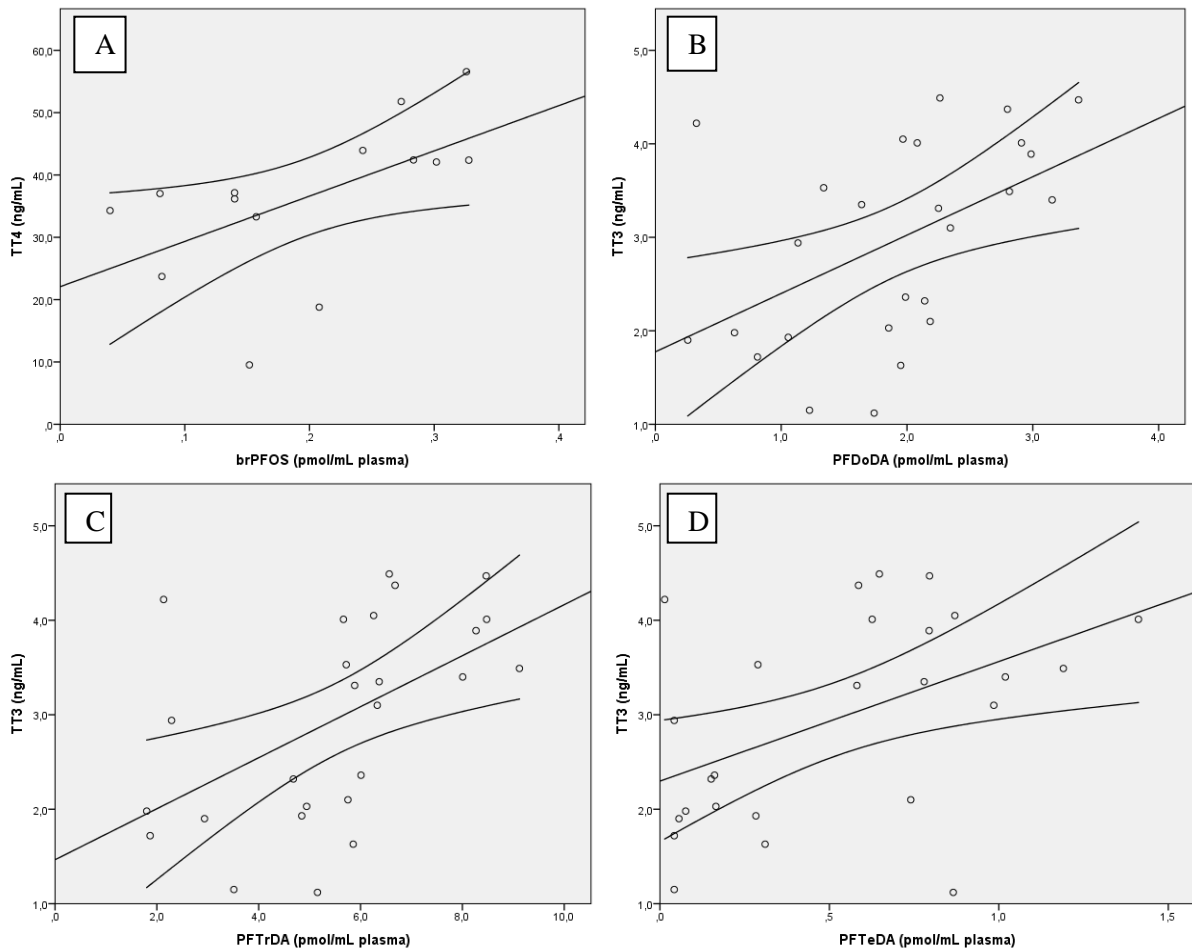 A
60,0
50,0
40,0
30,0
20,0
10,0
,0
TT4 (ng/mL)
,0 ,1 ,2 ,3 ,4
brPFOS (pmol/mL plasma)
B
5,0
4,0
3,0
2,0
1,0
TT3 (ng/mL)
,0 1,0 2,0 3,0 4,0
PFDoDA (pmol/mL plasma)
C
5,0
4,0
3,0
2,0
1,0
TT3 (ng/mL)
,0 2,0 4,0 6,0 8,0 10,0
PFTrDA (pmol/mL plasma)
D
5,0
4,0
3,0
2,0
1,0
TT3 (ng/mL)
,0 ,5 1,0 1,5
PFTeDA (pmol/mL plasma)